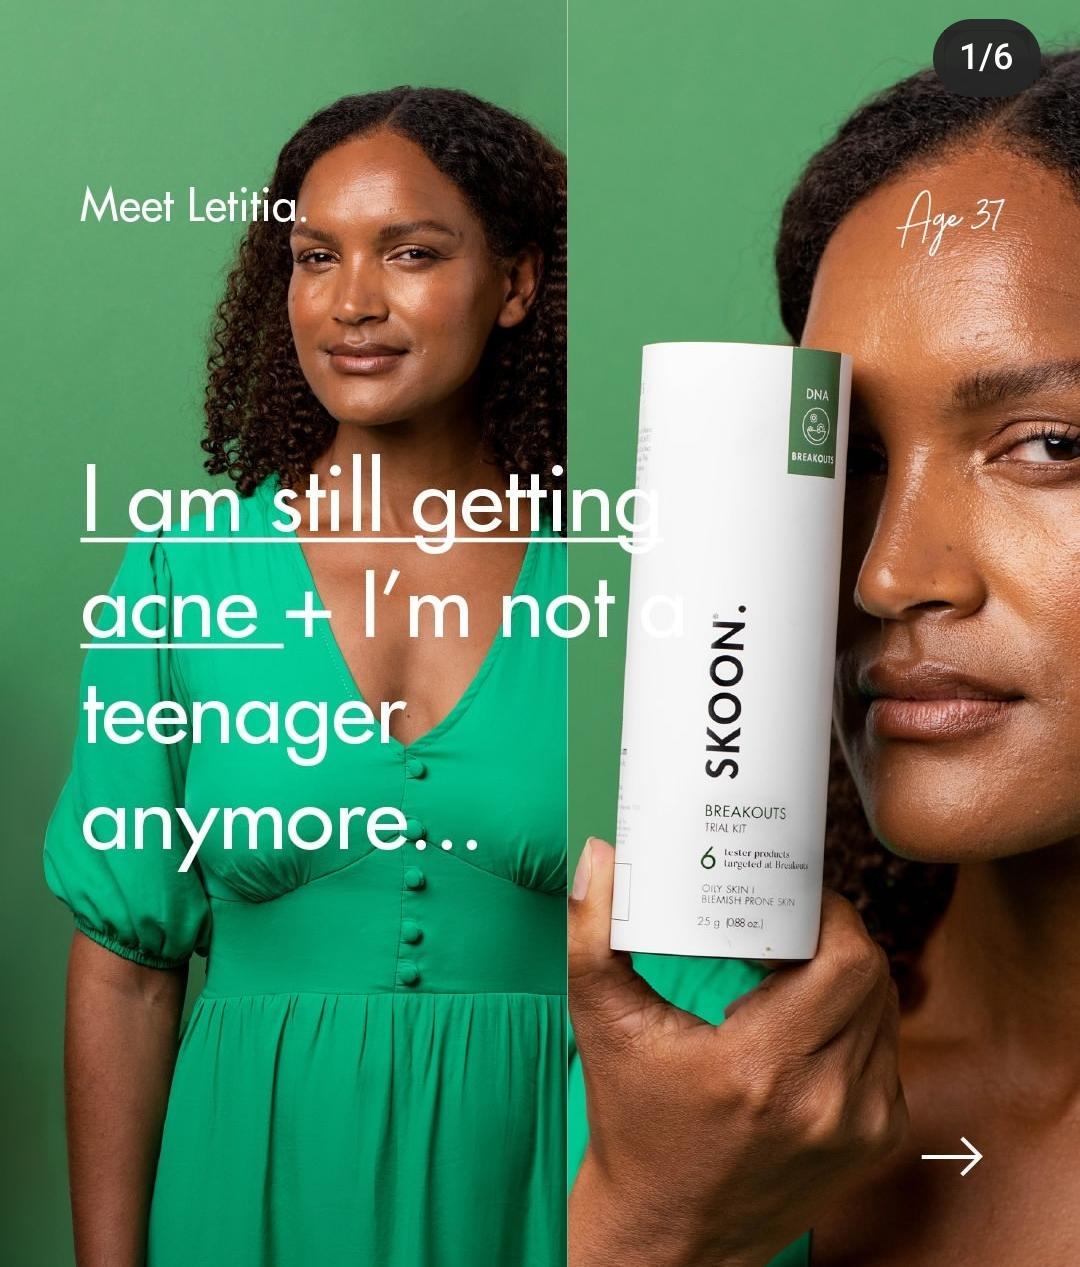 1/6
Meet Letitia.
Age 37
I am still getting
acne + I'm not a
teenager
anymore...
DNA
BREAKOUTS
SKOON.
BREAKOUTS
TRIAL KIT
6 tester products
targeted at Breakouts
OILY SKIN |
BLEMISH PRONE SKIN
25 g (0.88 oz.)